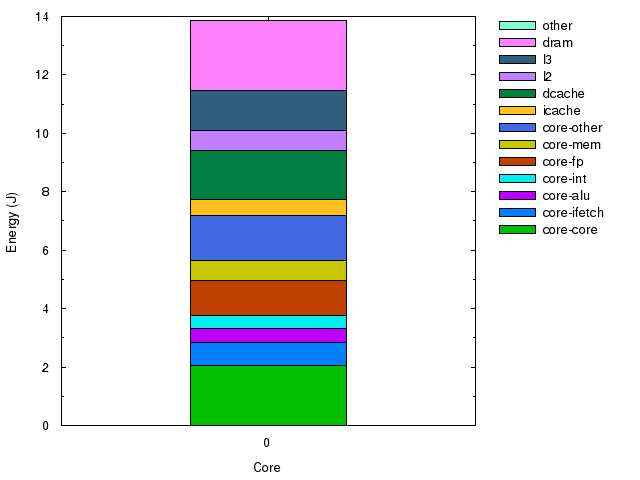 14
12
10
8
6
4
2
0
Energy (J)
0
Core
other
dram
l3
l2
dcache
icache
core-other
core-mem
core-fp
core-int
core-alu
core-ifetch
core-core